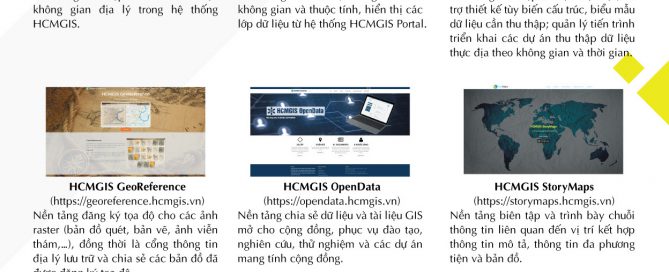 không gian địa lý trong hệ thống
HCMGIS.
không gian và thuộc tính, hiển thị các
lớp dữ liệu từ hệ thống HCMGIS Portal.
trợ thiết kế tùy biến cấu trúc, biểu mẫu
dữ liệu cần thu thập; quản lý tiến trình
triển khai các dự án thu thập dữ liệu
thực địa theo không gian và thời gian.
HCMGIS GeoReference
(https://georeference.hcmgis.vn)
Nền tảng đăng ký tọa độ cho các ảnh
raster (bản đồ quét, bản vẽ, ảnh viễn
thám,...), đồng thời là cổng thông tin
địa lý lưu trữ và chia sẻ các bản đồ đã
được đăng ký tọa độ.
HCMGIS OpenData
HCMGIS OpenData
(https://opendata.hcmgis.vn)
Nền tảng chia sẻ dữ liệu và tài liệu GIS
mở cho cộng đồng, phục vụ đào tạo,
nghiên cứu, thử nghiệm và các dự án
mang tính cộng đồng.
HCMGIS StoryMaps
HCMGIS StoryMaps
(https://storymaps.hcmgis.vn)
Nền tảng biên tập và trình bày chuỗi
thông tin liên quan đến vị trí kết hợp
thông tin mô tả, thông tin đa phương
tiện và bản đồ.